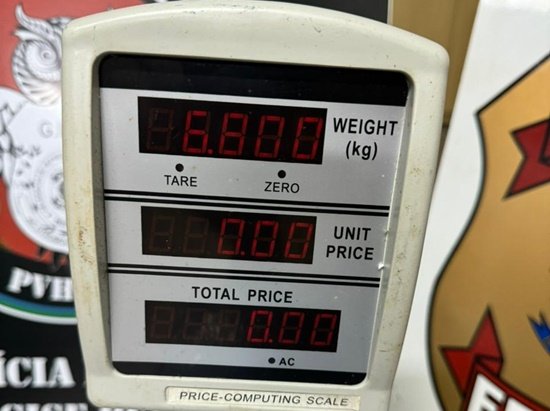 6.800
WEIGHT
(kg)
TARE
ZERO
0.00
UNIT
PRICE
TOTAL PRICE
0.00
AC
PRICE-COMPUTING SCALE
PVH
ÍCIA